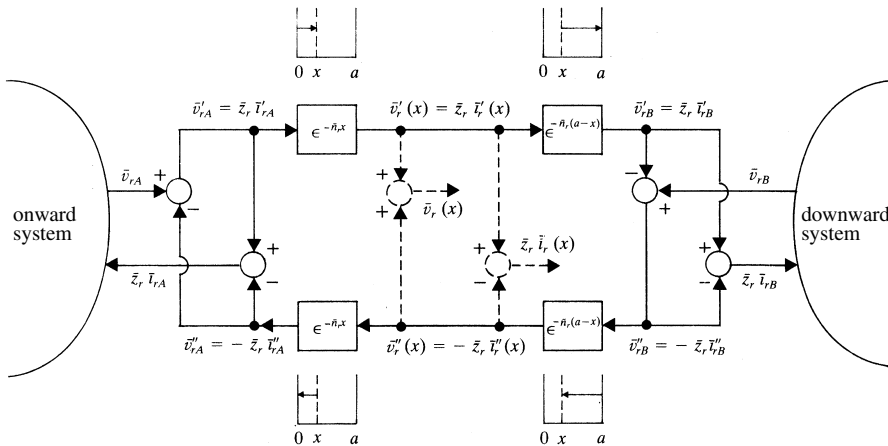 0 x a
0 x a
v̄′rA = z̄r ī′rA
v̄′r (x) = z̄r ī′r (x)
v̄′rB = z̄r ī′rB
ϵ^−n̄r x
ϵ^−n̄r(a−x)
+
−
+
+
v̄r (x)
+
−
z̄r īr (x)
−
+
v̄rA
v̄rB
onward
system
downward
system
z̄r īrA
+
−
+
−
z̄r īrB
ϵ^−n̄r x
ϵ^−n̄r(a−x)
v̄″rA = − z̄r ī″rA
v̄″r (x) = − z̄r ī″r (x)
v̄″rB = − z̄r ī″rB
0 x a
0 x a